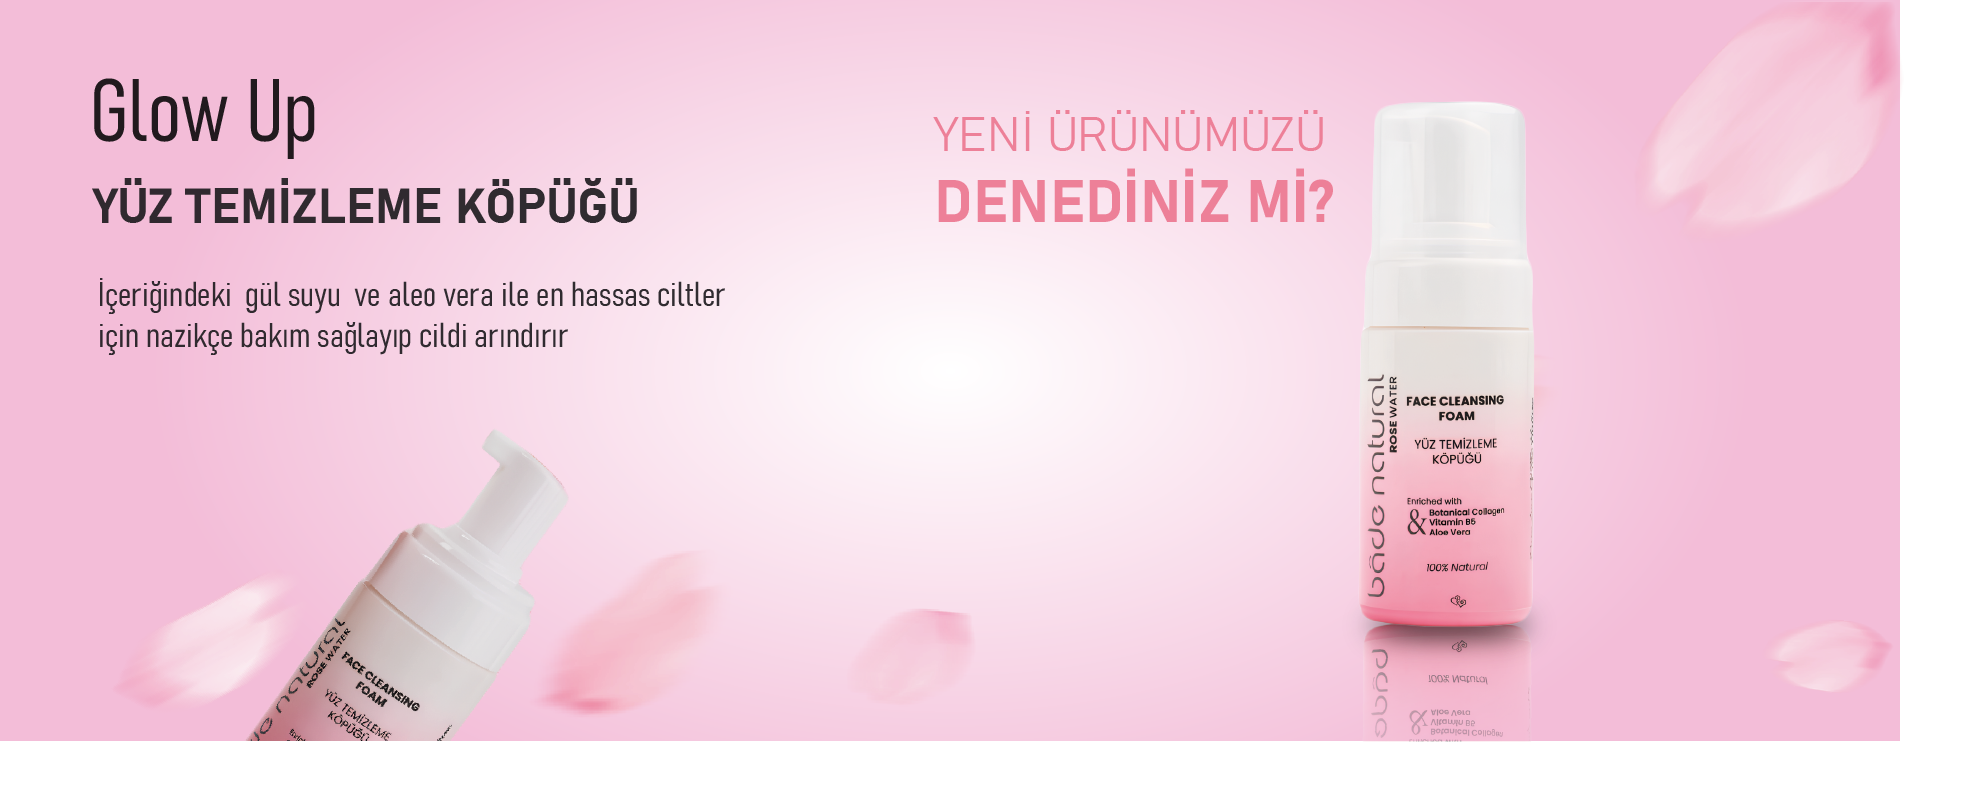 Glow Up
YÜZ TEMİZLEME KÖPÜĞÜ
İçeriğindeki gül suyu ve aleo vera ile en hassas ciltler
için nazikçe bakım sağlayıp cildi arındırır
YENİ ÜRÜNÜMÜZÜ
DENEDİNİZ Mİ?
bâde natural
ROSE WATER
FACE CLEANSING
FOAM
YÜZ TEMİZLEME
KÖPÜĞÜ
Enriched with
& Botanical Collagen
Vitamin B5
Aloe Vera
100% Natural
natural
ROSE WATER
FACE CLEANSING
FOAM
YÜZ TEMİZLEME
KÖPÜĞÜ